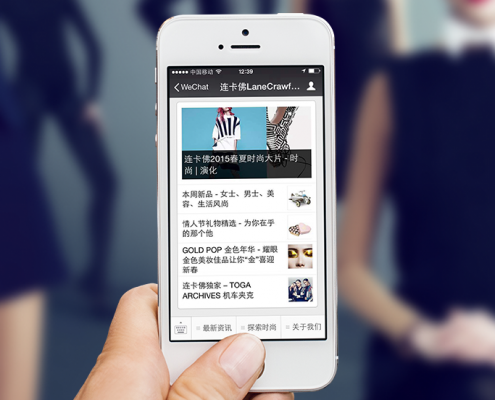 中国移动 12:39
WeChat 连卡佛LaneCrawf...
连卡佛2015春夏时尚大片 - 时
尚 | 演化
本周新品 - 女士、男士、美
容、生活风尚
情人节礼物精选 - 为你在乎
的那个他
GOLD POP 金色年华 - 耀眼
金色美妆佳品让你“金”喜迎
新春
连卡佛独家 – TOGA
ARCHIVES 机车夹克
最新资讯 探索时尚 关于我们